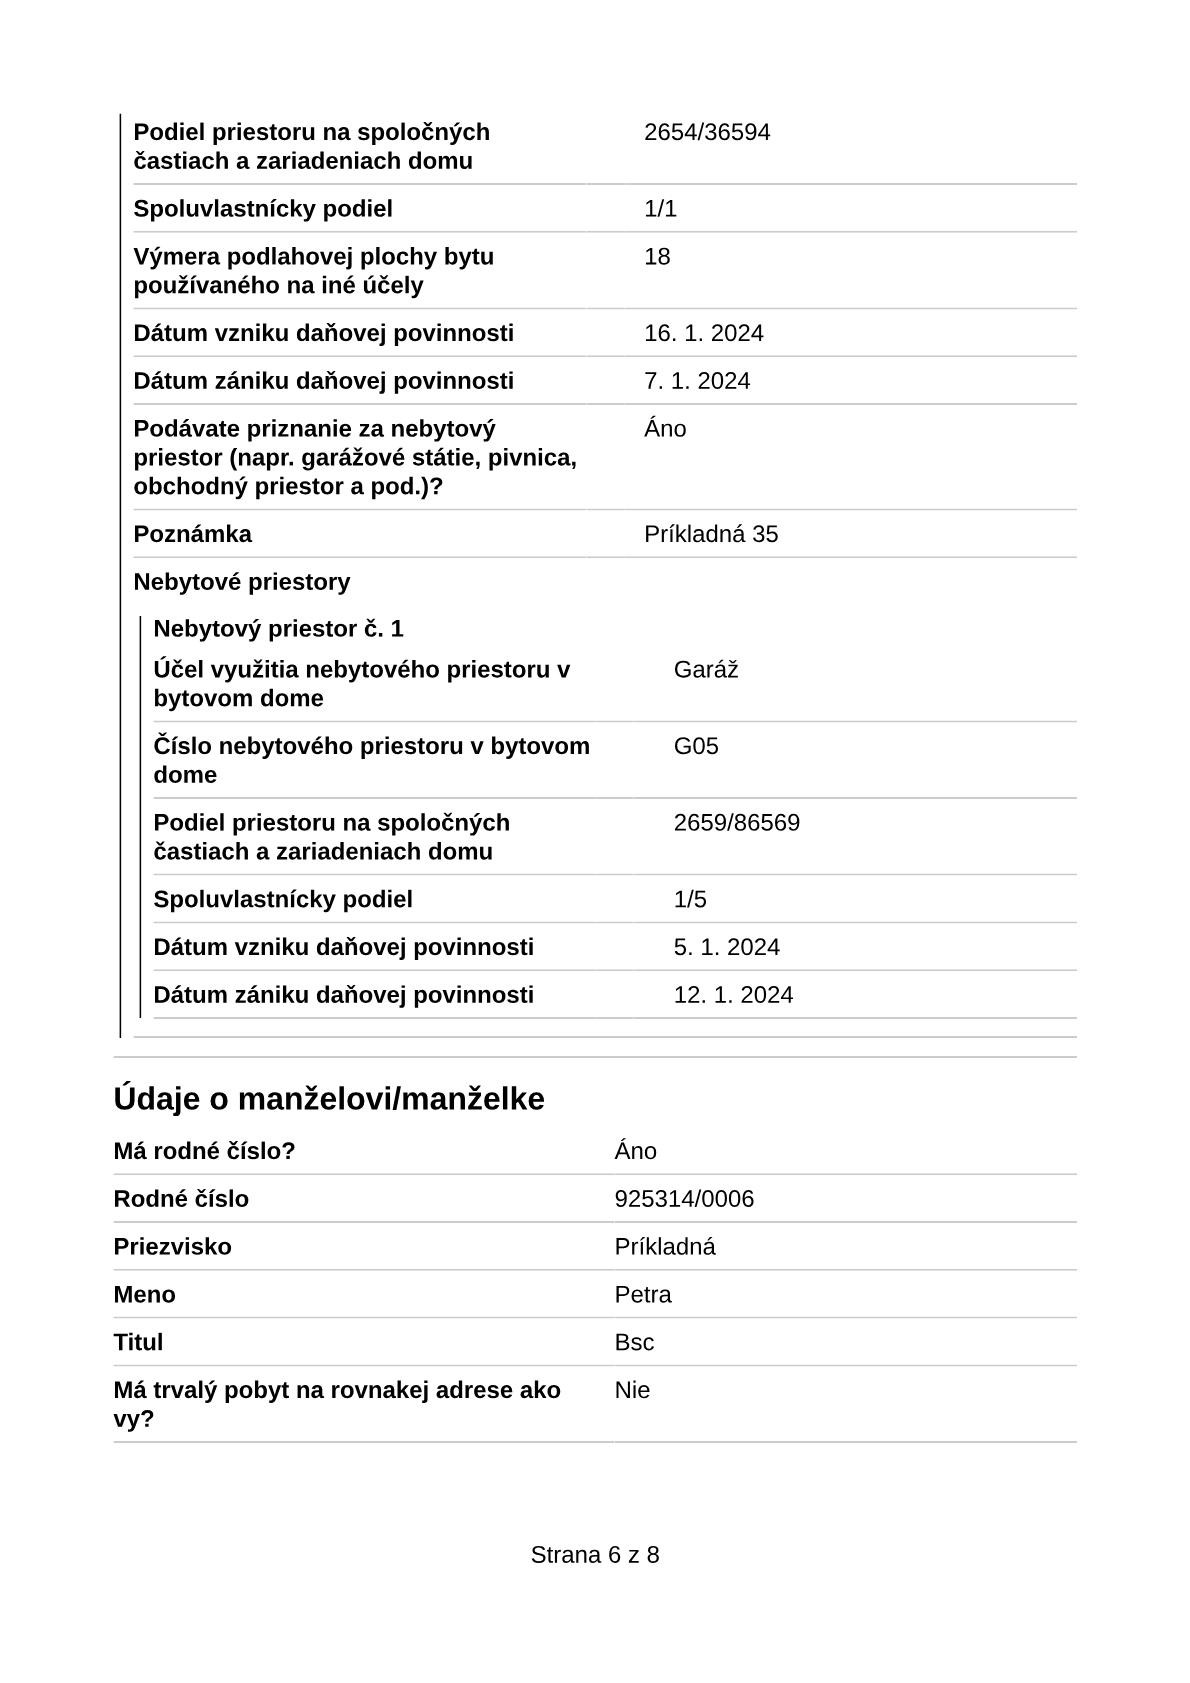 Podiel priestoru na spoločných
častiach a zariadeniach domu
2654/36594
Spoluvlastnícky podiel
1/1
Výmera podlahovej plochy bytu
používaného na iné účely
18
Dátum vzniku daňovej povinnosti
16. 1. 2024
Dátum zániku daňovej povinnosti
7. 1. 2024
Podávate priznanie za nebytový
priestor (napr. garážové státie, pivnica,
obchodný priestor a pod.)?
Áno
Poznámka
Príkladná 35
Nebytové priestory
Nebytový priestor č. 1
Účel využitia nebytového priestoru v
bytovom dome
Garáž
Číslo nebytového priestoru v bytovom
dome
G05
Podiel priestoru na spoločných
častiach a zariadeniach domu
2659/86569
Spoluvlastnícky podiel
1/5
Dátum vzniku daňovej povinnosti
5. 1. 2024
Dátum zániku daňovej povinnosti
12. 1. 2024
Údaje o manželovi/manželke
Má rodné číslo?
Áno
Rodné číslo
925314/0006
Priezvisko
Príkladná
Meno
Petra
Titul
Bsc
Má trvalý pobyt na rovnakej adrese ako
vy?
Nie
Strana 6 z 8